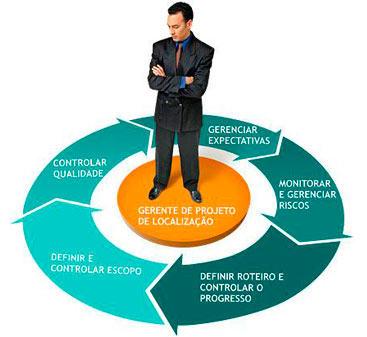 GERENCIAR
EXPECTATIVAS
MONITORAR
E GERENCIAR
RISCOS
DEFINIR ROTEIRO E
CONTROLAR O
PROGRESSO
DEFINIR E
CONTROLAR ESCOPO
CONTROLAR
QUALIDADE
GERENTE DE PROJETO
DE LOCALIZAÇÃO